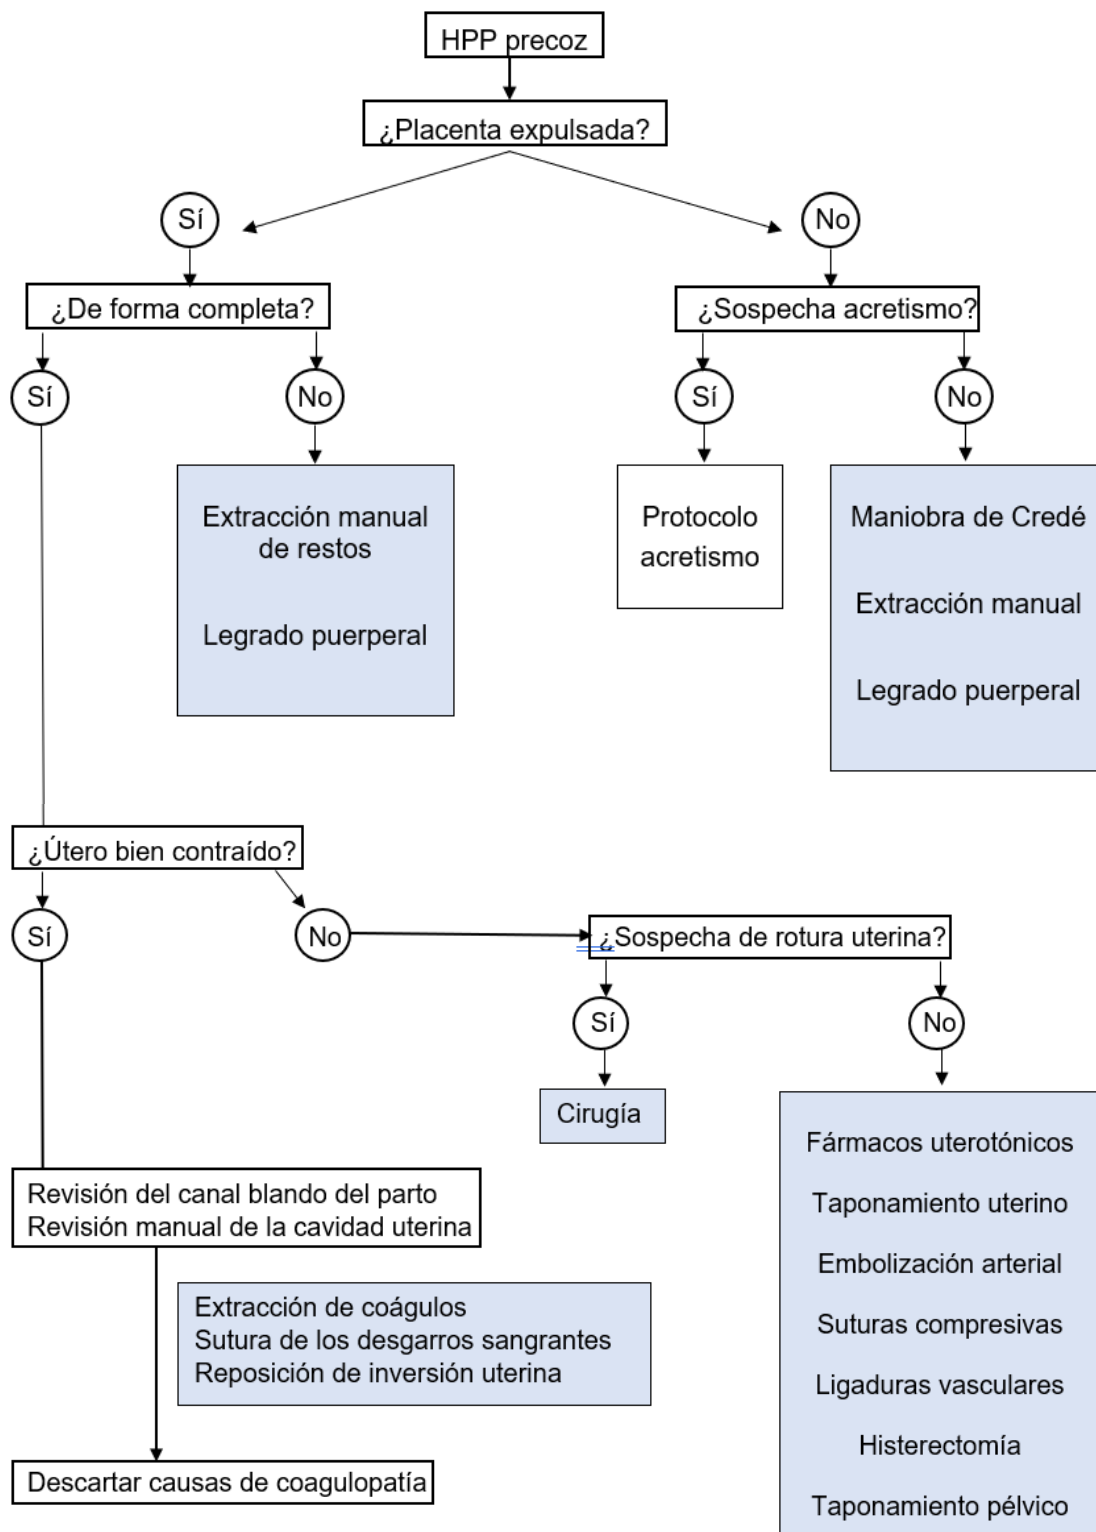 HPP precoz
¿Placenta expulsada?
Sí
No
¿De forma completa?
¿Sospecha acretismo?
Sí
No
Sí
No
Extracción manual
de restos
Legrado puerperal
Protocolo
acretismo
Maniobra de Credé
Extracción manual
Legrado puerperal
¿Útero bien contraído?
Sí
No
¿Sospecha de rotura uterina?
Sí
No
Cirugía
Fármacos uterotónicos
Taponamiento uterino
Embolización arterial
Suturas compresivas
Ligaduras vasculares
Histerectomía
Taponamiento pélvico
Revisión del canal blando del parto
Revisión manual de la cavidad uterina
Extracción de coágulos
Sutura de los desgarros sangrantes
Reposición de inversión uterina
Descartar causas de coagulopatía